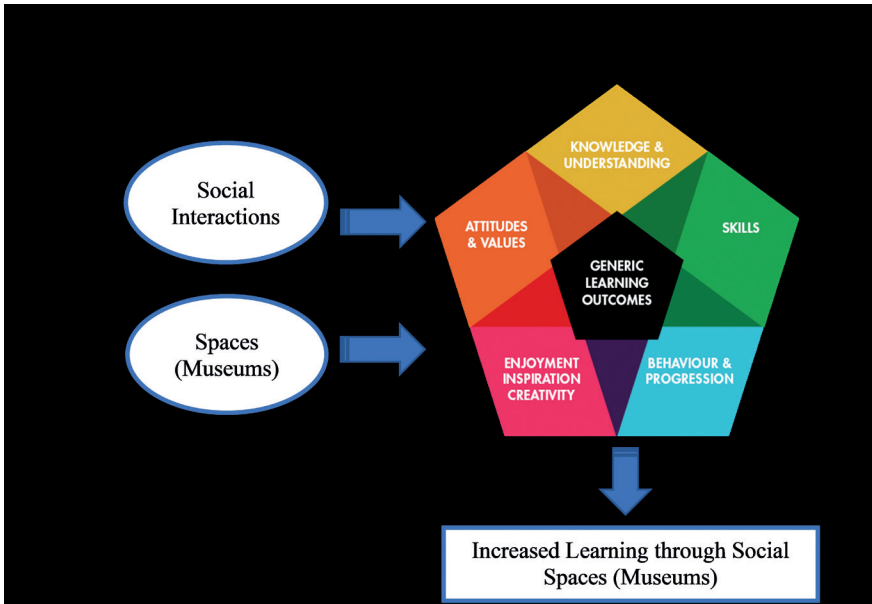 Social
Interactions
Spaces
(Museums)
KNOWLEDGE &
UNDERSTANDING
ATTITUDES
& VALUES
SKILLS
GENERIC
LEARNING
OUTCOMES
ENJOYMENT
INSPIRATION
CREATIVITY
BEHAVIOUR &
PROGRESSION
Increased Learning through Social
Spaces (Museums)